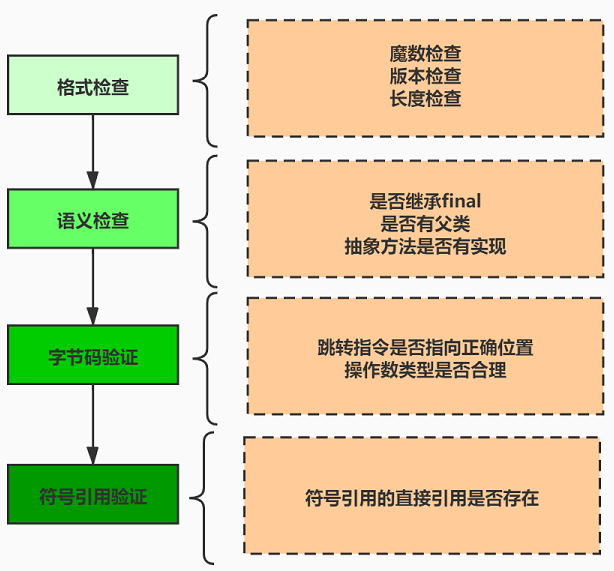 格式检查
魔数检查
版本检查
长度检查
语义检查
是否继承final
是否有父类
抽象方法是否有实现
字节码验证
跳转指令是否指向正确位置
操作数类型是否合理
符号引用验证
符号引用的直接引用是否存在